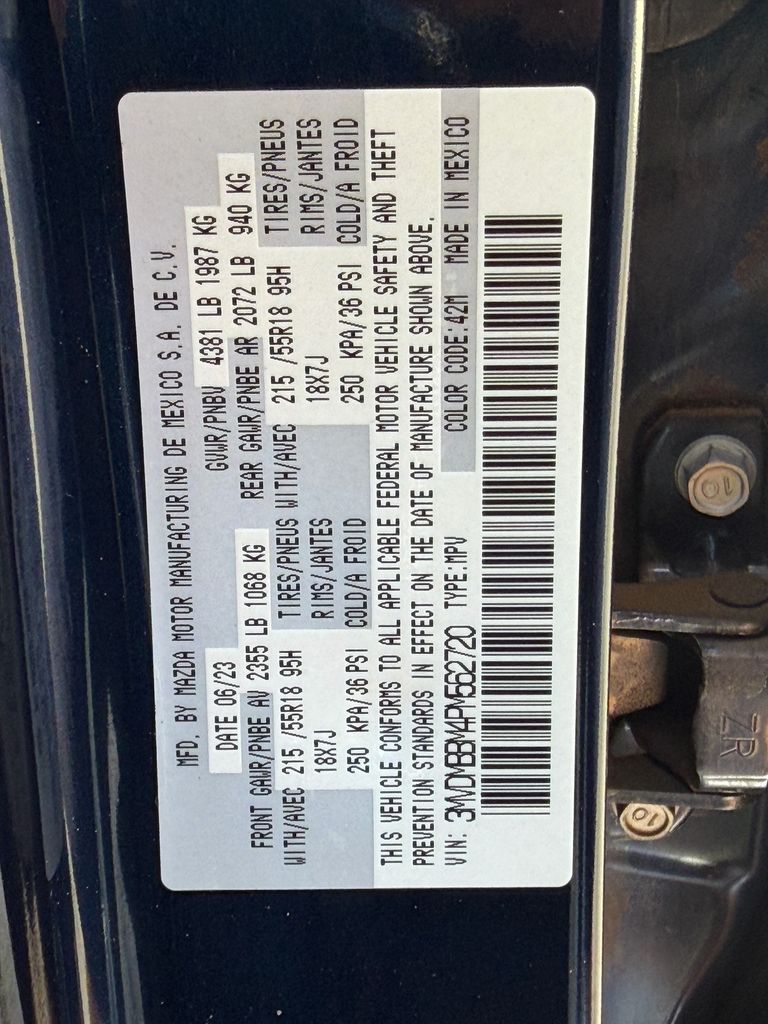 MFD. BY MAZDA MOTOR MANUFACTURING DE MEXICO S.A. DE C.V.
DATE 06/23 GVWR/PNBV 4381 LB 1987 KG
FRONT GAWR/PNBE AV 2355 LB 1068 KG REAR GAWR/PNBE AR 2072 LB 940 KG
WITH/AVEC 215 /55R18 95H TIRES/PNEUS WITH/AVEC 215 /55R18 95H TIRES/PNEUS
18X7J RIMS/JANTES 18X7J RIMS/JANTES
250 KPA/36 PSI COLD/A FROID 250 KPA/36 PSI COLD/A FROID
THIS VEHICLE CONFORMS TO ALL APPLICABLE FEDERAL MOTOR VEHICLE SAFETY AND THEFT
PREVENTION STANDARDS IN EFFECT ON THE DATE OF MANUFACTURE SHOWN ABOVE.
VIN: 3MVDMBBM4PM562720 TYPE:MPV COLOR CODE:42M MADE IN MEXICO
10
ZR
10